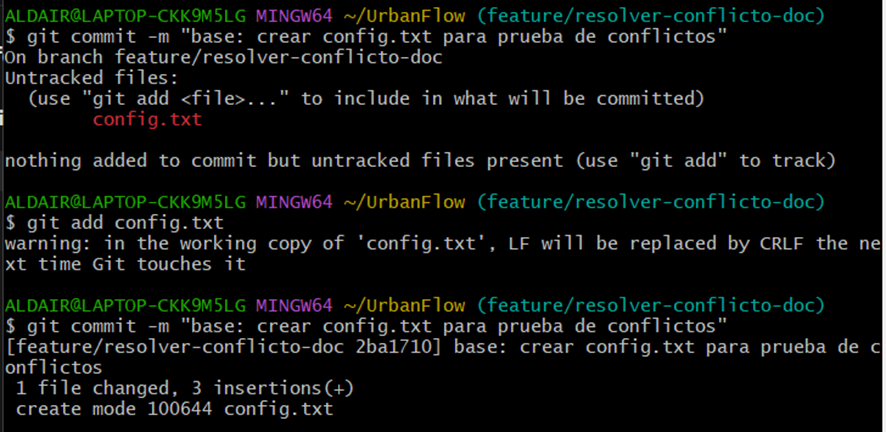 ALDAIR@LAPTOP-CKK9M5LG MINGW64 ~/UrbanFlow (feature/resolver-conflicto-doc)
$ git commit -m "base: crear config.txt para prueba de conflictos"
On branch feature/resolver-conflicto-doc
Untracked files:
  (use "git add <file>..." to include in what will be committed)
        config.txt

nothing added to commit but untracked files present (use "git add" to track)

ALDAIR@LAPTOP-CKK9M5LG MINGW64 ~/UrbanFlow (feature/resolver-conflicto-doc)
$ git add config.txt
warning: in the working copy of 'config.txt', LF will be replaced by CRLF the ne
xt time Git touches it

ALDAIR@LAPTOP-CKK9M5LG MINGW64 ~/UrbanFlow (feature/resolver-conflicto-doc)
$ git commit -m "base: crear config.txt para prueba de conflictos"
[feature/resolver-conflicto-doc 2ba1710] base: crear config.txt para prueba de c
onflictos
 1 file changed, 3 insertions(+)
 create mode 100644 config.txt